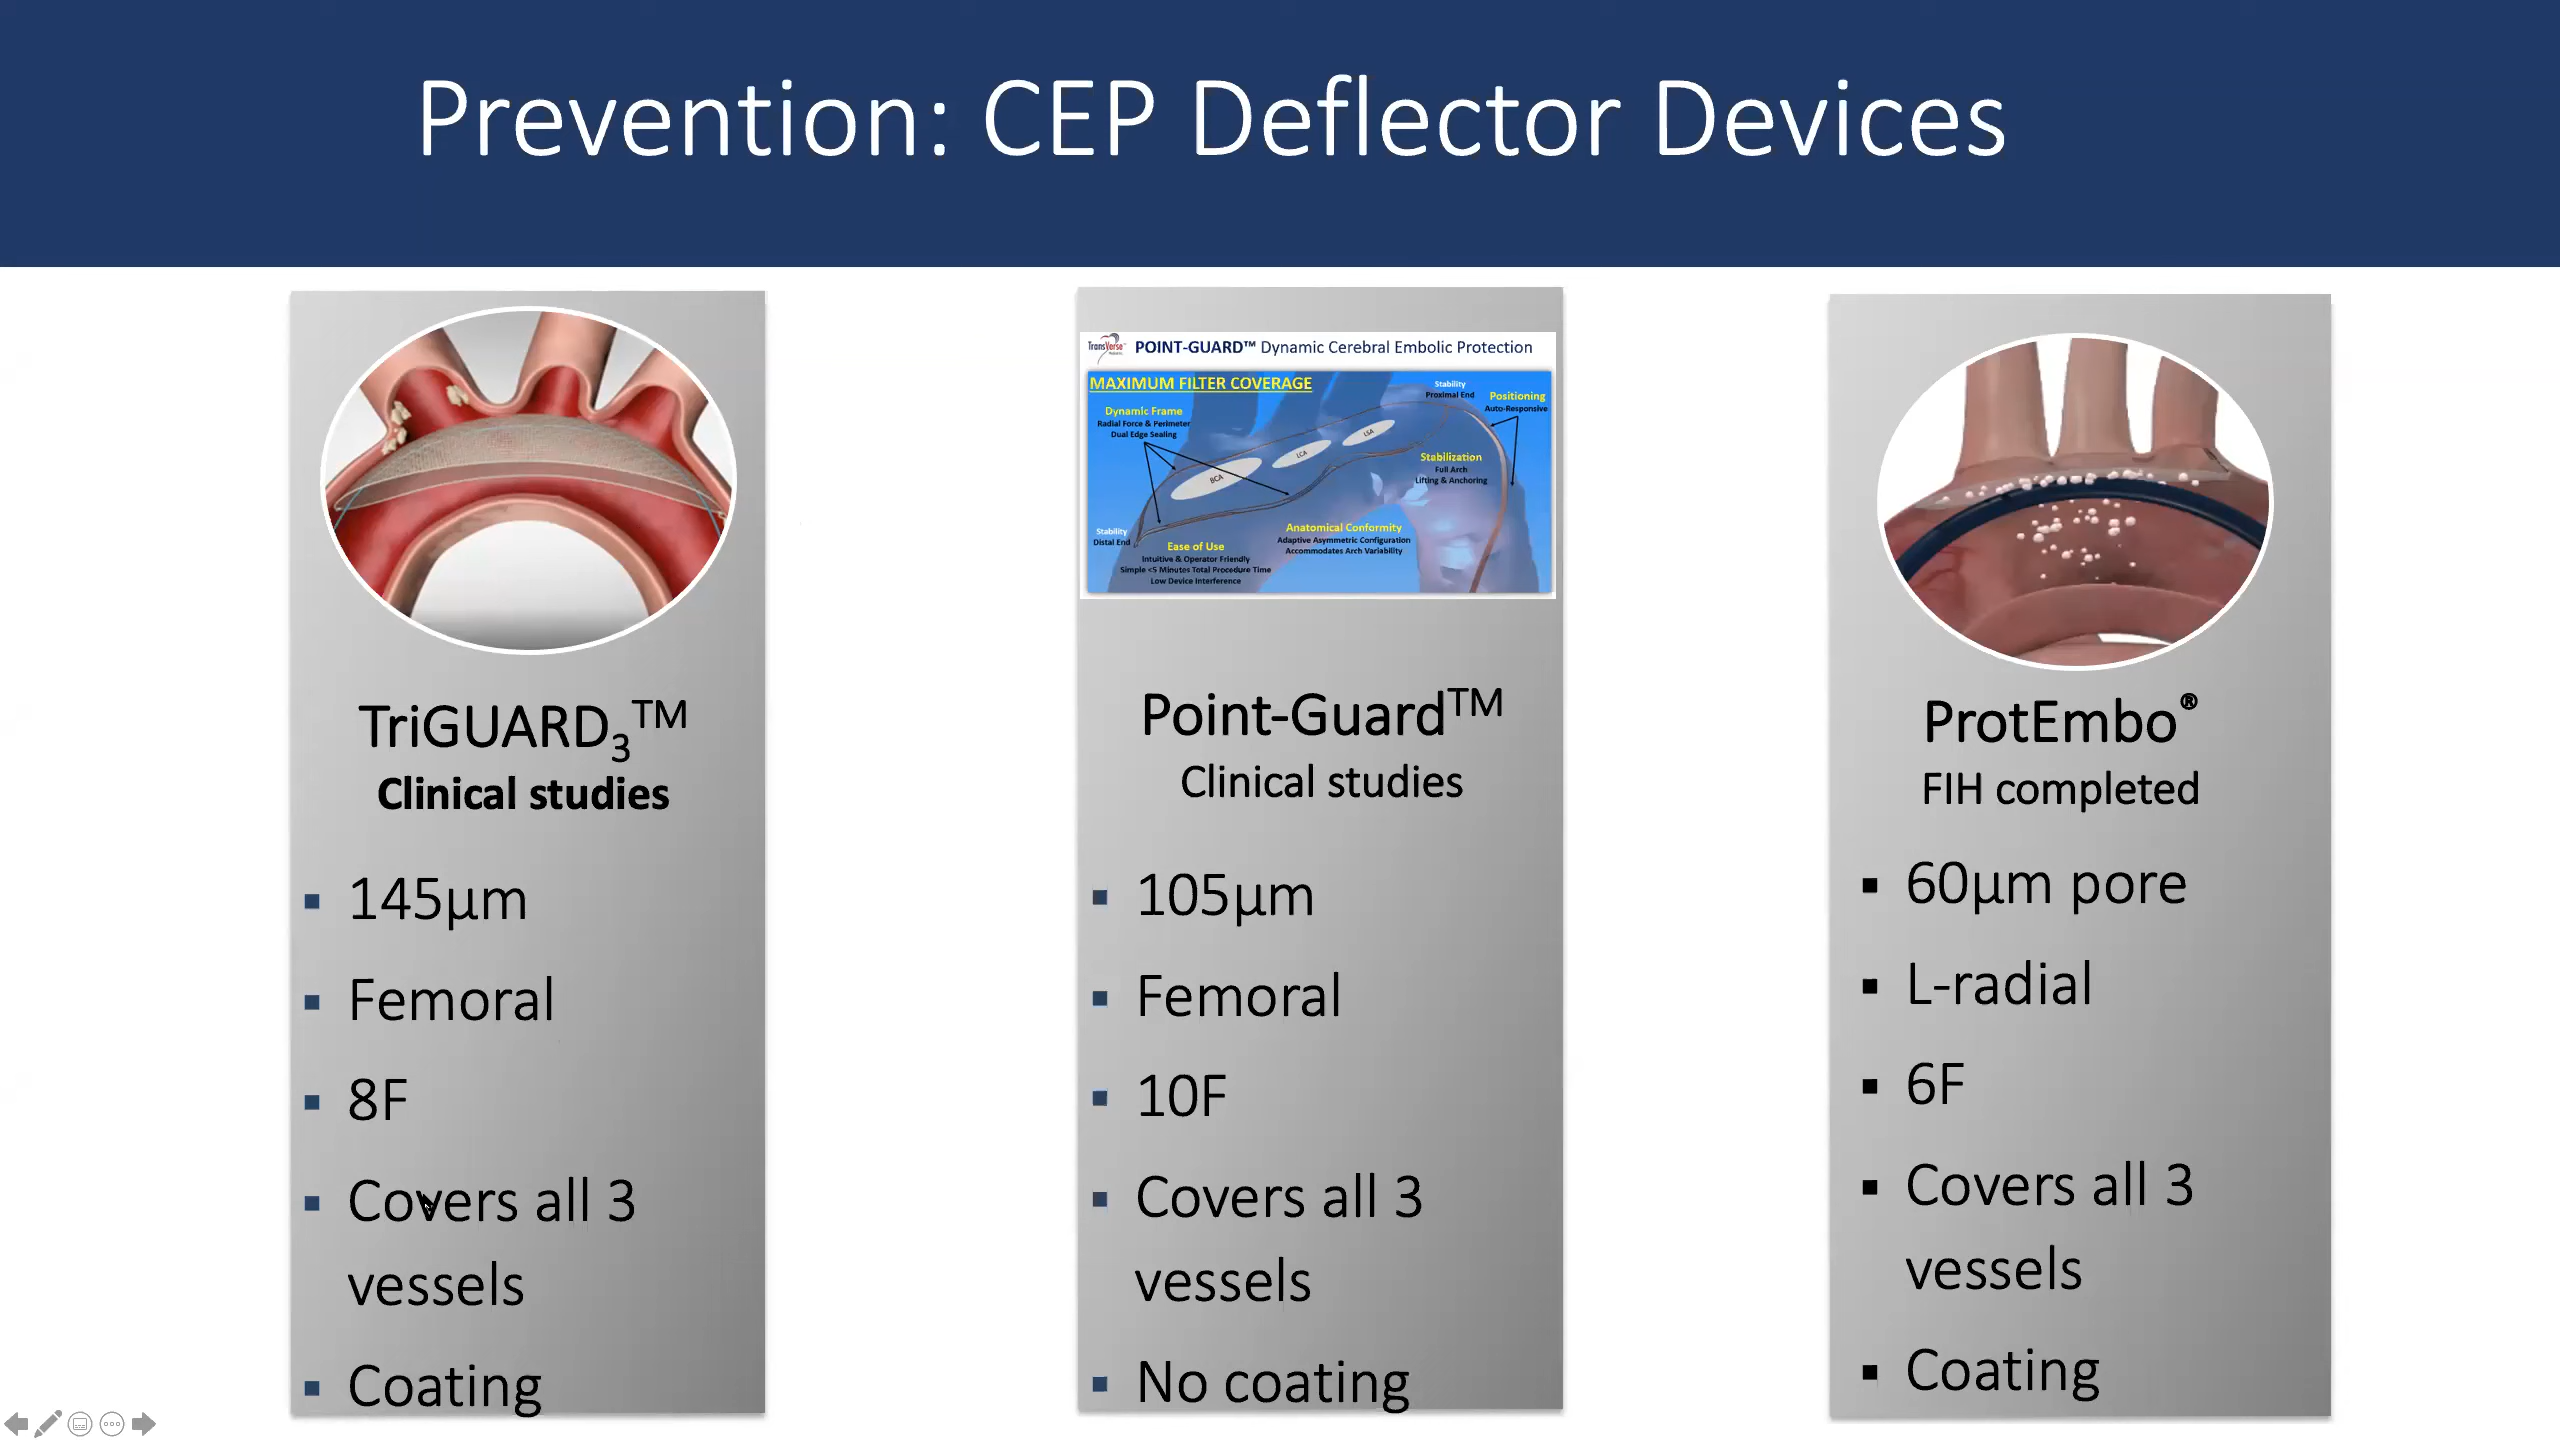 Prevention: CEP Deflector Devices
TriGUARD₃™
Clinical studies
145µm
Femoral
8F
Covers all 3
vessels
Coating
TransVerse
POINT-GUARD™ Dynamic Cerebral Embolic Protection
MAXIMUM FILTER COVERAGE
Dynamic Frame
Radial Force & Perimeter
Dual Edge Sealing
Stability
Proximal End
Positioning
Auto-Responsive
BCA
LCA
LSA
Stabilization
Full Arch
Lifting & Anchoring
Stability
Distal End
Ease of Use
Intuitive & Operator Friendly
Simple <5 Minutes Total Procedure Time
Low Device Interference
Anatomical Conformity
Adaptive Asymmetric Configuration
Accommodates Arch Variability
Point-Guard™
Clinical studies
105µm
Femoral
10F
Covers all 3
vessels
No coating
ProtEmbo®
FIH completed
60µm pore
L-radial
6F
Covers all 3
vessels
Coating